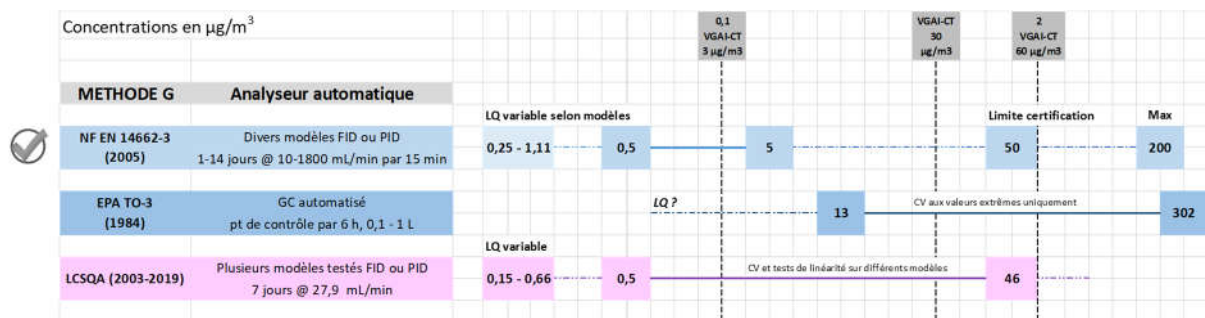 Concentrations en µg/m³
0,1
VGAI-CT
3 µg/m3
VGAI-CT
30
µg/m3
2
VGAI-CT
60 µg/m3
METHODE G
Analyseur automatique
LQ variable selon modèles
Limite certification
Max
NF EN 14662-3
(2005)
Divers modèles FID ou PID
1-14 jours @ 10-1800 mL/min par 15 min
0,25 - 1,11
0,5
5
50
200
EPA TO-3
(1984)
GC automatisé
pt de contrôle par 6 h, 0,1 - 1 L
LQ ?
13
CV aux valeurs extrêmes uniquement
302
LQ variable
LCSQA (2003-2019)
Plusieurs modèles testés FID ou PID
7 jours @ 27,9 mL/min
0,15 - 0,66
0,5
CV et tests de linéarité sur différents modèles
46